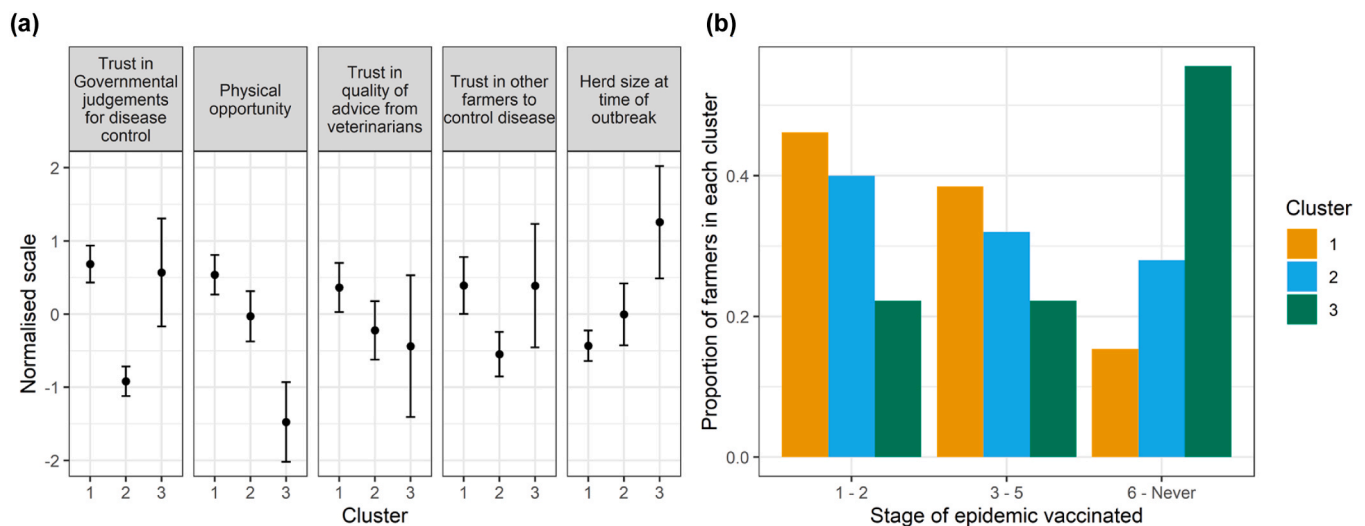 (a)
Trust in
Governmental
judgements
for disease
control
Physical
opportunity
Trust in
quality of
advice from
veterinarians
Trust in other
farmers to
control disease
Herd size at
time of
outbreak
Normalised scale
2
1
0
-1
-2
1 2 3
1 2 3
1 2 3
1 2 3
1 2 3
Cluster
(b)
Proportion of farmers in each cluster
0.4
0.2
0.0
1 - 2
3 - 5
6 - Never
Stage of epidemic vaccinated
Cluster
1
2
3